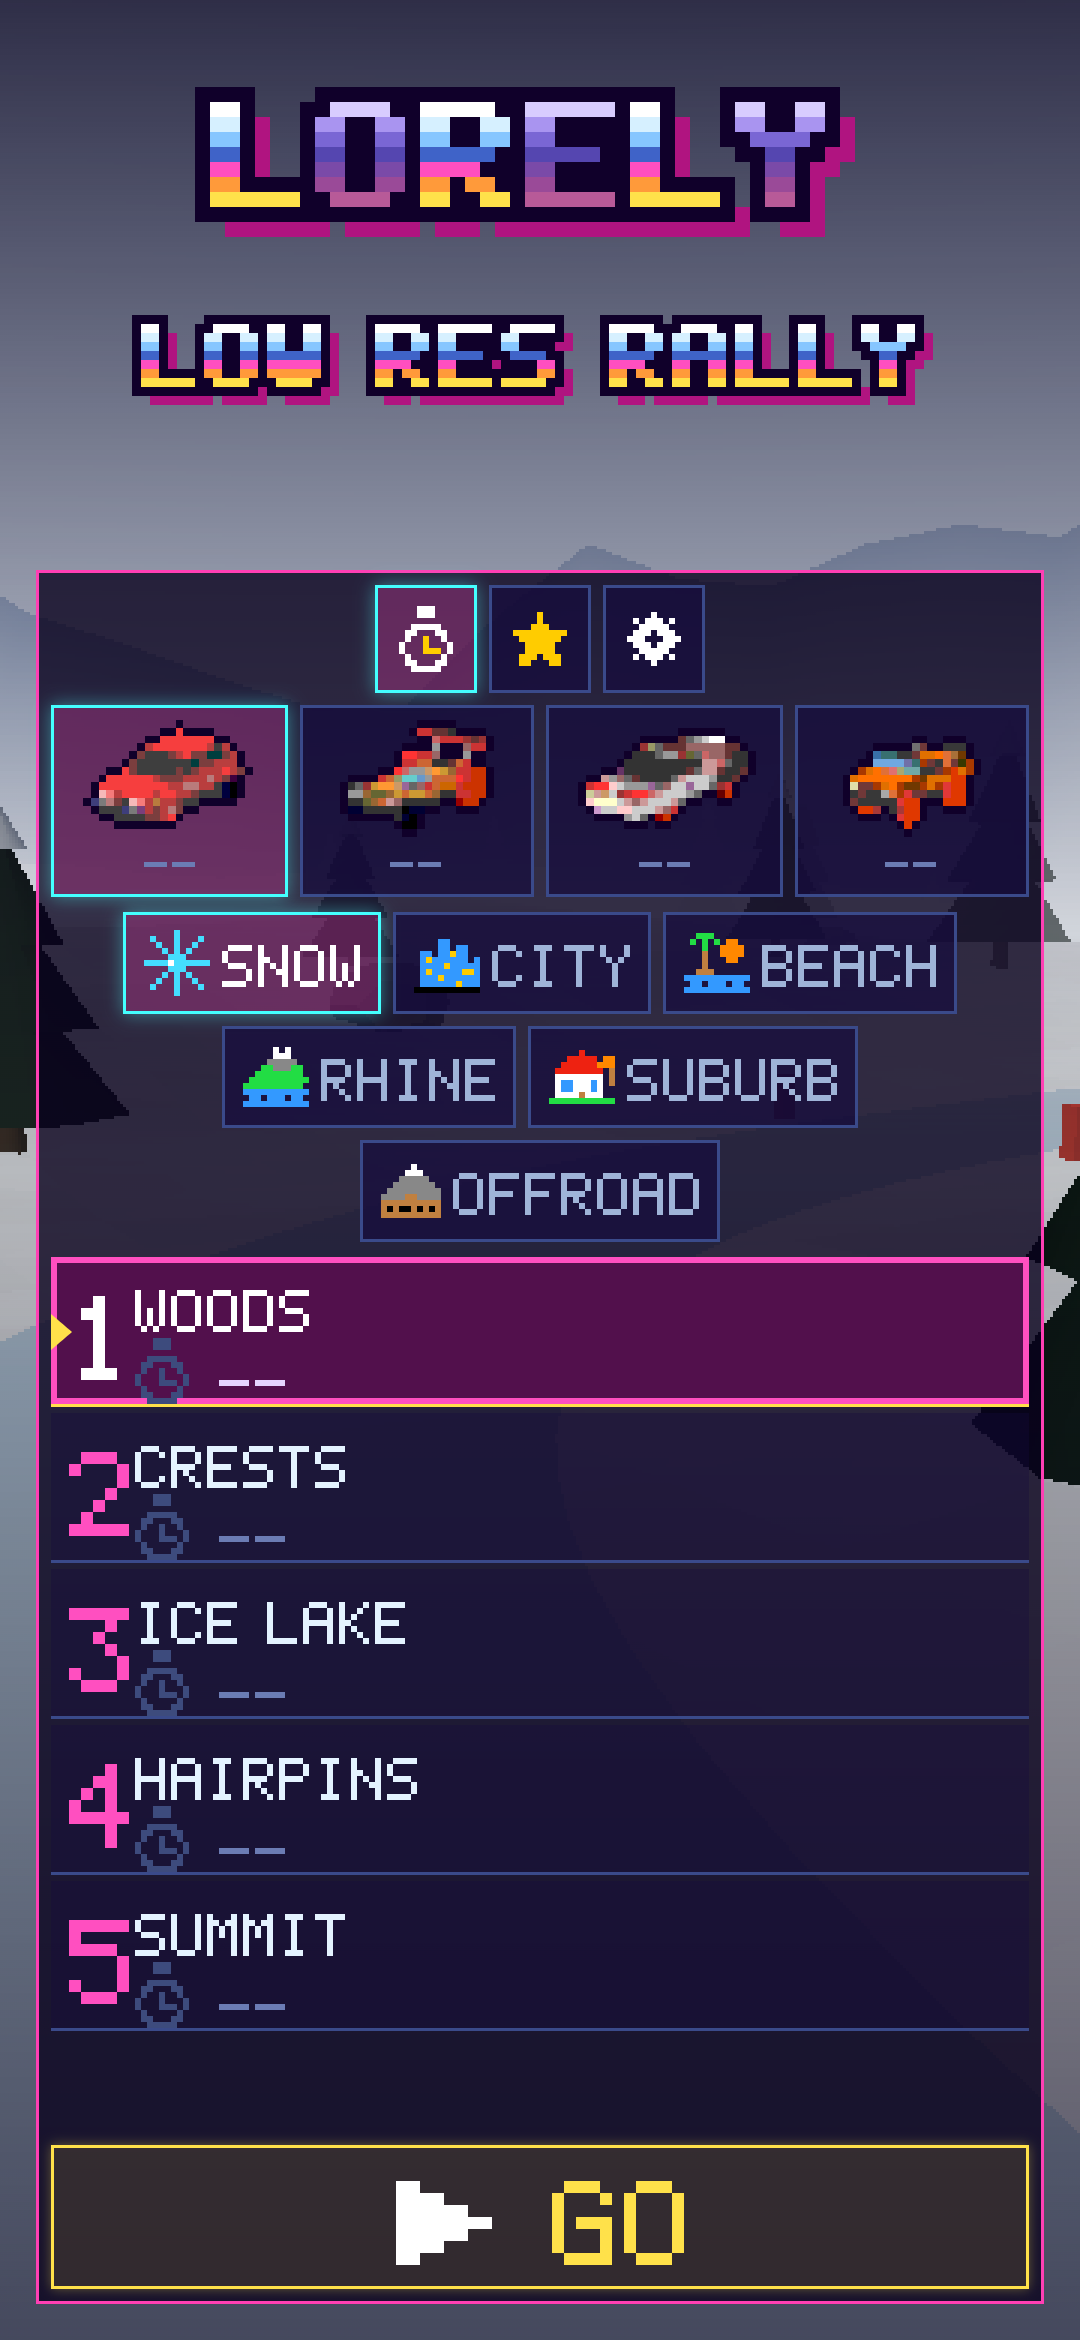 LORELY
LOW RES RALLY
--
--
--
--
SNOW
CITY
BEACH
RHINE
SUBURB
OFFROAD
1 WOODS
--
2 CRESTS
--
3 ICE LAKE
--
4 HAIRPINS
--
5 SUMMIT
--
GO